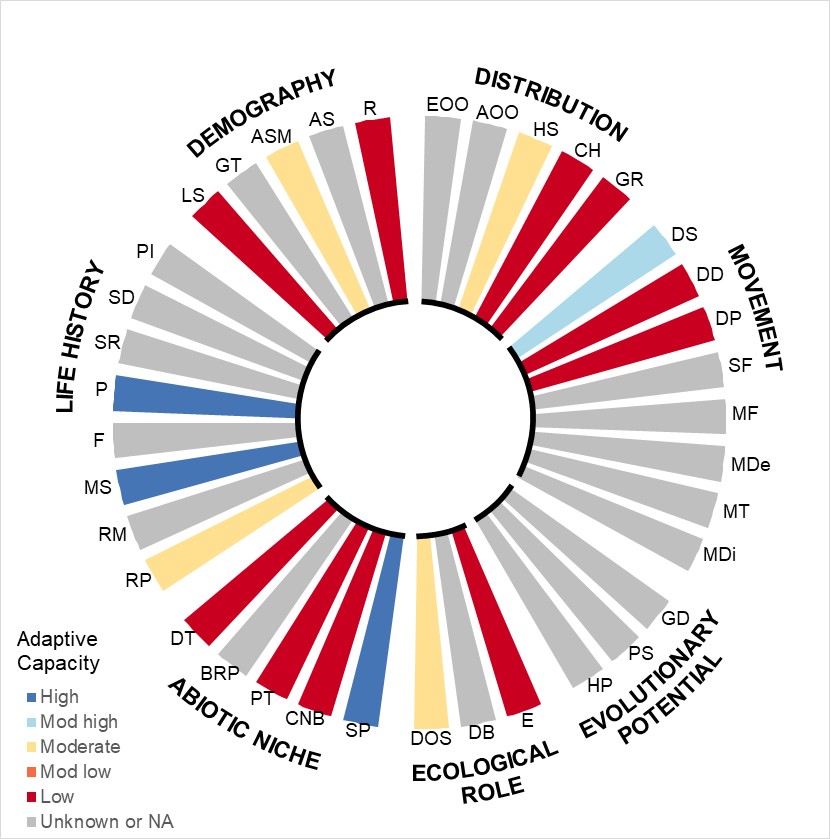 DISTRIBUTION
EOO
AOO
HS
CH
GR
MOVEMENT
DS
DD
DP
SF
MF
MDe
MT
MDi
EVOLUTIONARY
POTENTIAL
GD
PS
HP
ECOLOGICAL
ROLE
E
DB
DOS
ABIOTIC NICHE
SP
CNB
PT
BRP
DT
LIFE HISTORY
RP
RM
MS
F
P
SR
SD
PI
DEMOGRAPHY
LS
GT
ASM
AS
R
Adaptive
Capacity
High
Mod high
Moderate
Mod low
Low
Unknown or NA